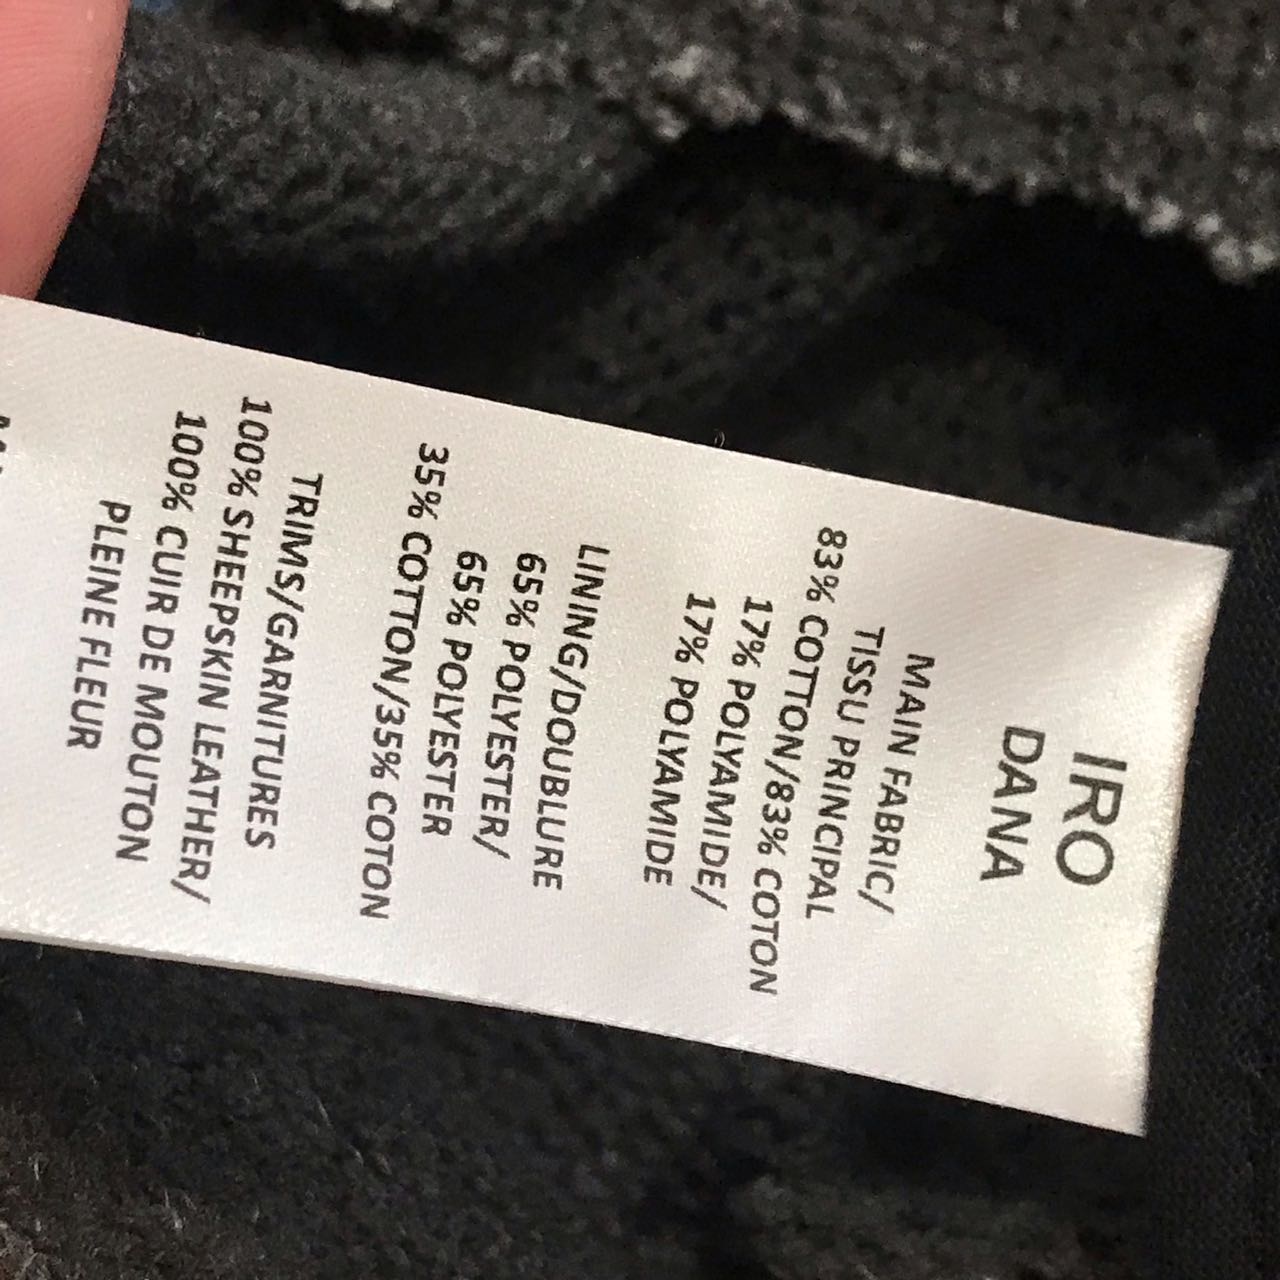 IRO
DANA
MAIN FABRIC/
TISSU PRINCIPAL
83% COTTON/83% COTON
17% POLYAMIDE/
17% POLYAMIDE
LINING/DOUBLURE
65% POLYESTER/
65% POLYESTER
35% COTTON/35% COTON
TRIMS/GARNITURES
100% SHEEPSKIN LEATHER/
100% CUIR DE MOUTON
PLEINE FLEUR